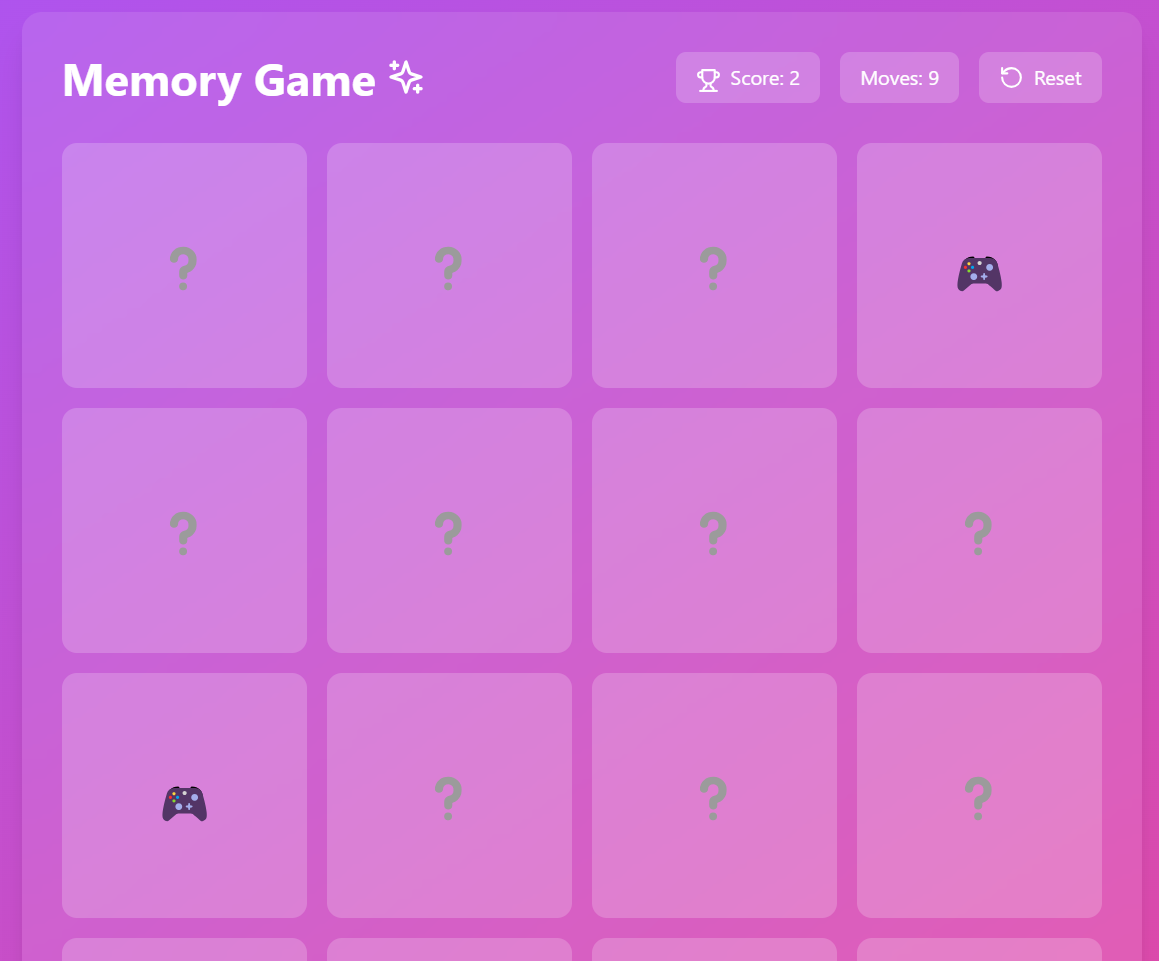 Memory Game
Score: 2
Moves: 9
Reset
? ? ?
? ? ? ?
? ? ?